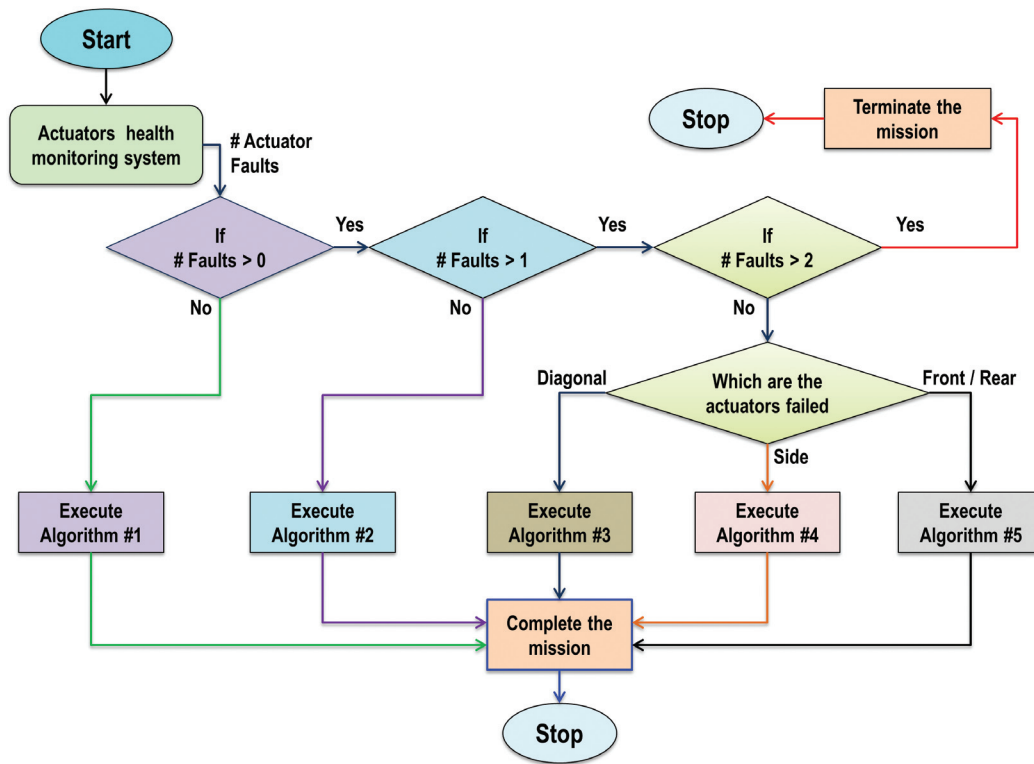 Start
Actuators health
monitoring system
# Actuator
Faults
If
# Faults > 0
Yes
No
If
# Faults > 1
Yes
No
If
# Faults > 2
Yes
No
Terminate the
mission
Stop
Which are the
actuators failed
Diagonal
Side
Front / Rear
Execute
Algorithm #1
Execute
Algorithm #2
Execute
Algorithm #3
Execute
Algorithm #4
Execute
Algorithm #5
Complete the
mission
Stop